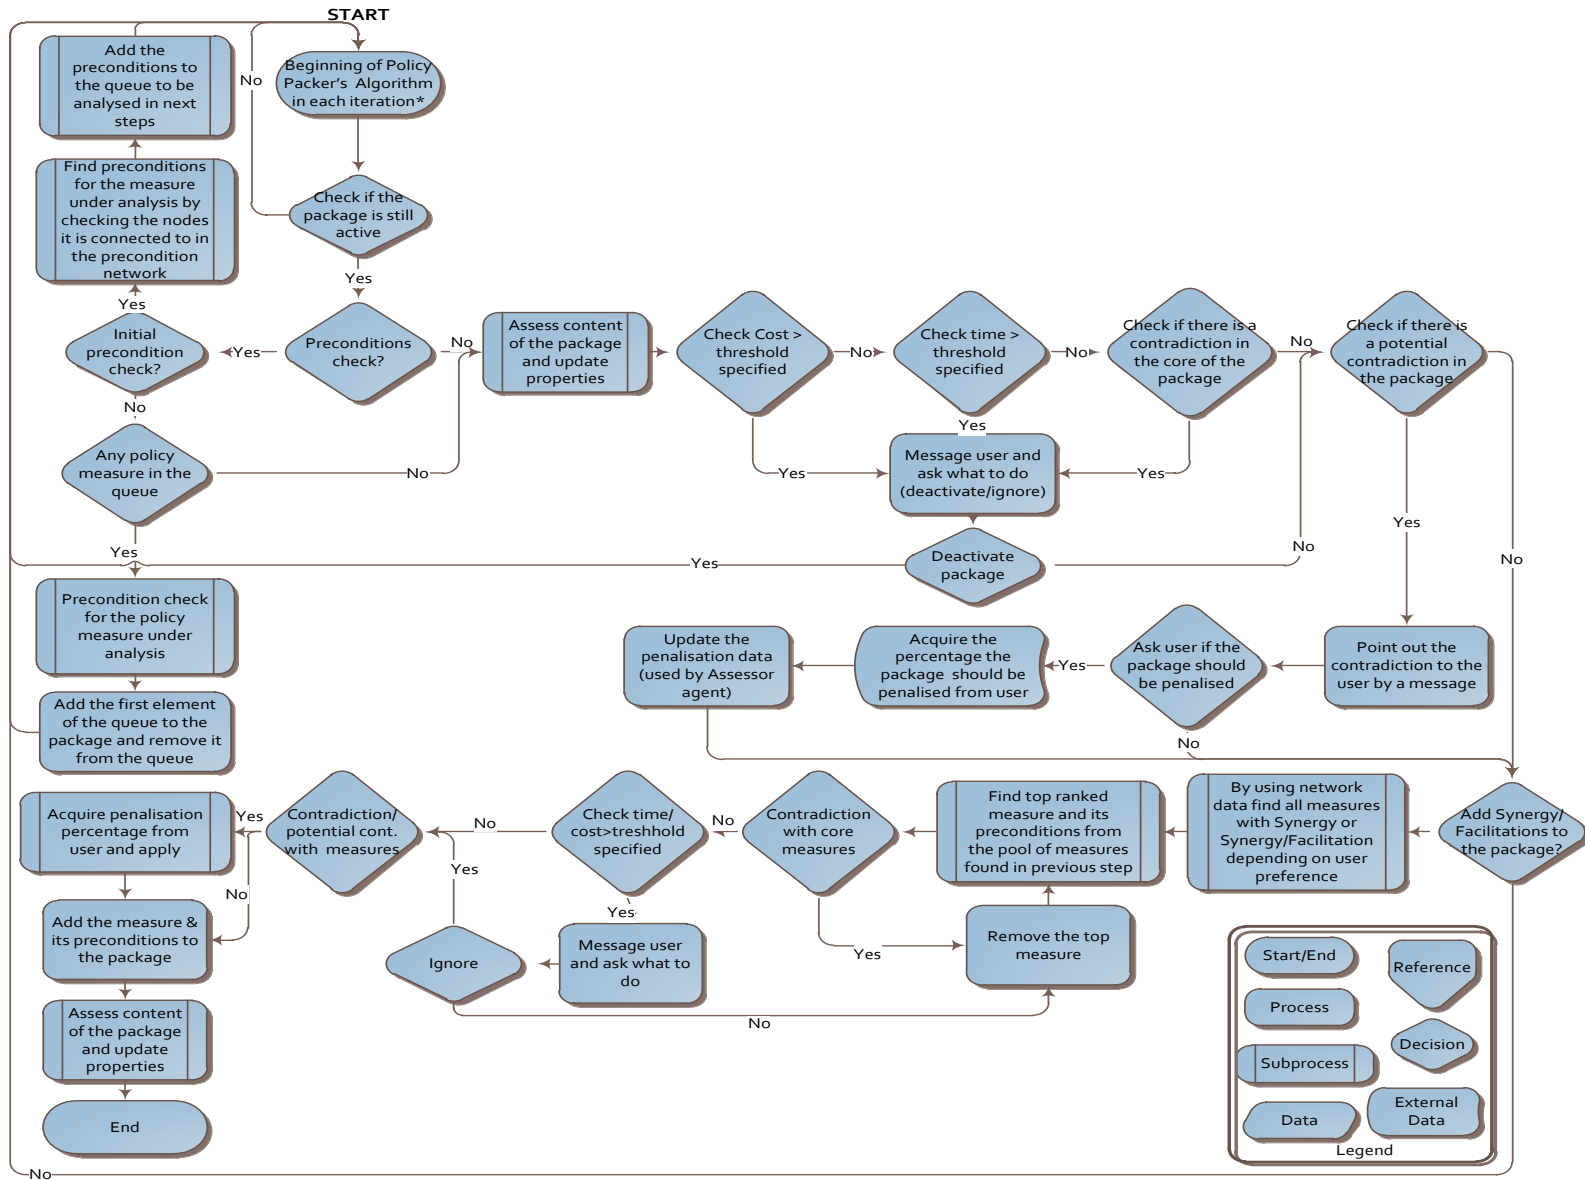 START
Add the
preconditions to
the queue to be
analysed in next
steps
No
Beginning of Policy
Packer's Algorithm
in each iteration*
Find preconditions
for the measure
under analysis by
checking the nodes
it is connected to in
the precondition
network
Check if the
package is still
active
Yes
Yes
Initial
precondition
check?
Yes
Preconditions
check?
No
Assess content
of the package
and update
properties
Check Cost >
threshold
specified
No
Check time >
threshold
specified
No
Check if there is a
contradiction in
the core of the
package
No
Check if there is
a potential
contradiction in
the package
No
Any policy
measure in the
queue
No
Yes
Yes
Message user and
ask what to do
(deactivate/ignore)
Yes
Yes
No
No
Yes
Yes
Deactivate
package
Precondition check
for the policy
measure under
analysis
Update the
penalisation data
(used by Assessor
agent)
Acquire the
percentage the
package should be
penalised from user
Yes
Ask user if the
package should
be penalised
Point out the
contradiction to the
user by a message
No
Add the first element
of the queue to the
package and remove it
from the queue
Acquire penalisation
percentage from
user and apply
Yes
Contradiction/
potential cont.
with measures
No
Check time/
cost>treshhold
specified
No
Contradiction
with core
measures
Find top ranked
measure and its
preconditions from
the pool of measures
found in previous step
By using network
data find all measures
with Synergy or
Synergy/Facilitation
depending on user
preference
Add Synergy/
Facilitations to
the package?
No
Yes
Yes
Add the measure &
its preconditions to
the package
Ignore
Message user
and ask what to
do
Yes
Remove the top
measure
No
Assess content
of the package
and update
properties
End
Start/End
Reference
Process
Decision
Subprocess
External
Data
Data
Legend
No